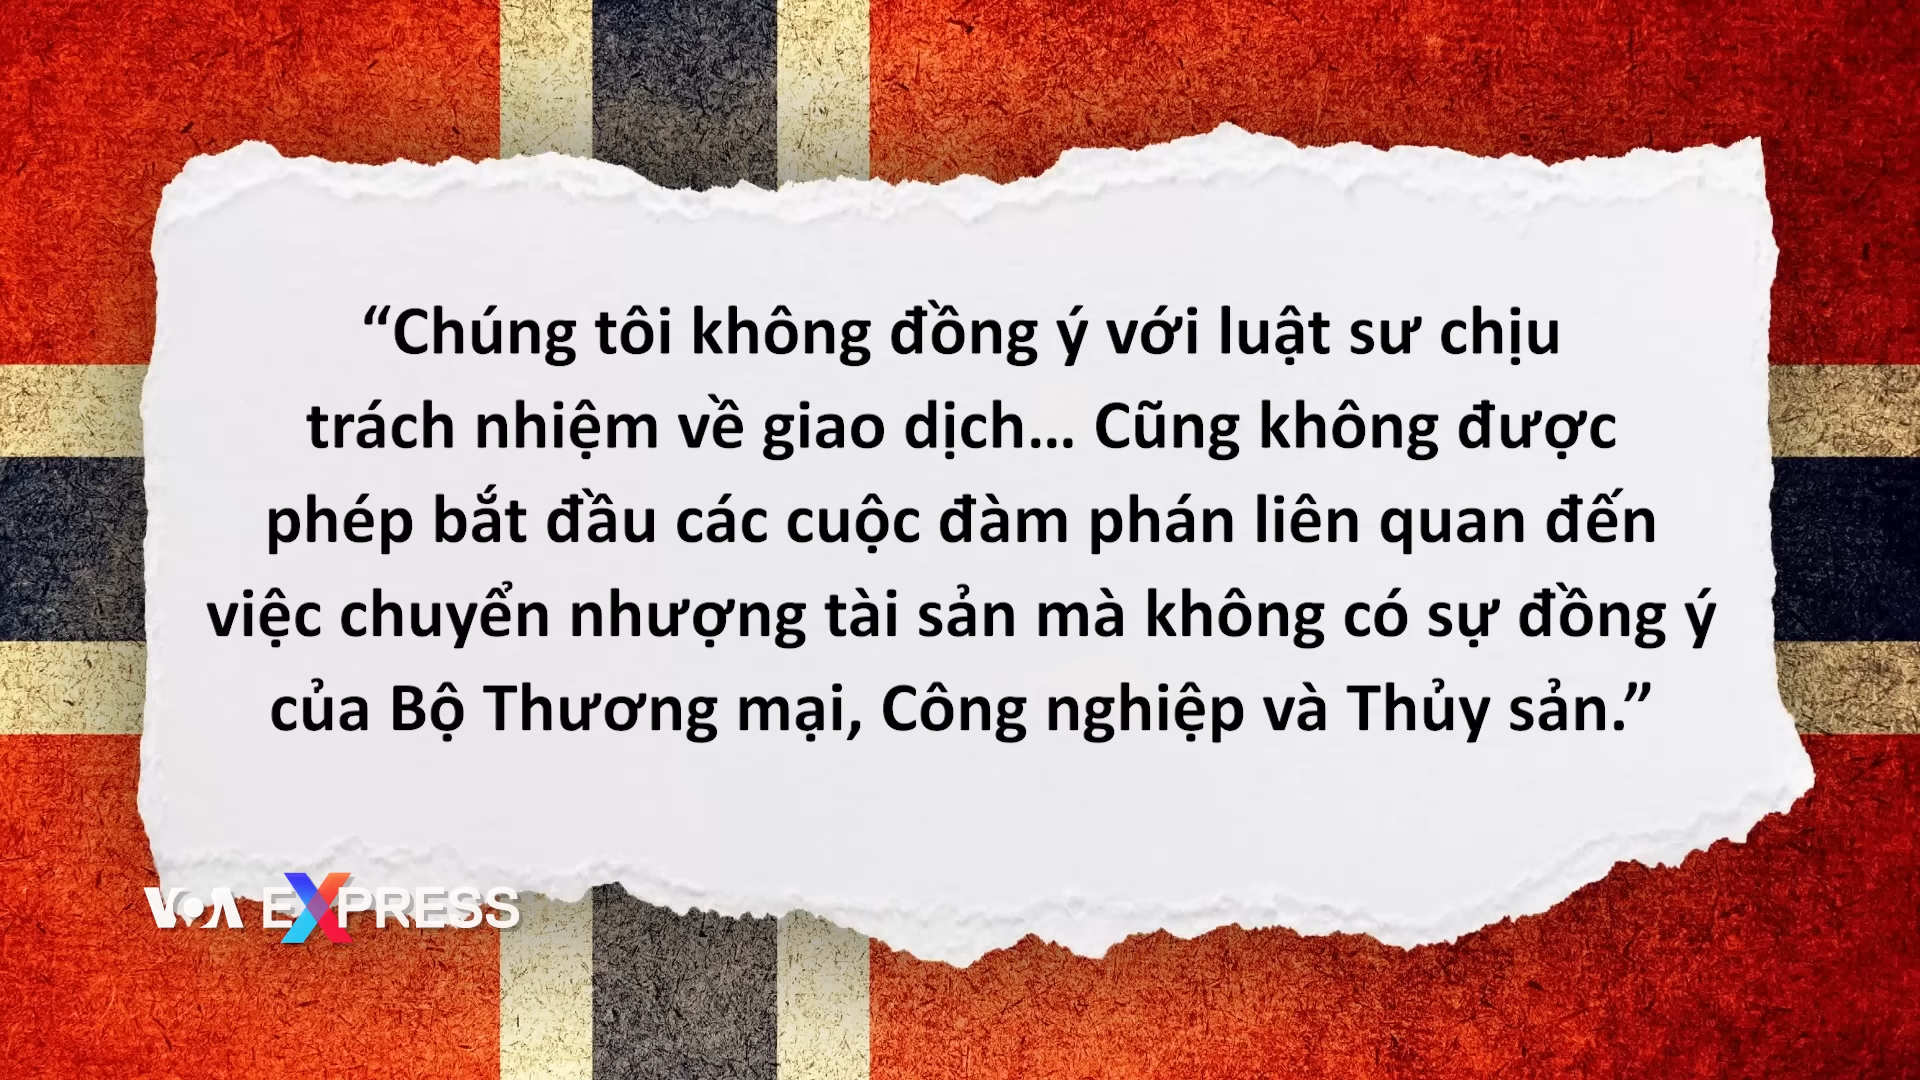 “Chúng tôi không đồng ý với luật sư chịu
trách nhiệm về giao dịch... Cũng không được
phép bắt đầu các cuộc đàm phán liên quan đến
việc chuyển nhượng tài sản mà không có sự đồng ý
của Bộ Thương mại, Công nghiệp và Thủy sản.”
VOA EXPRESS